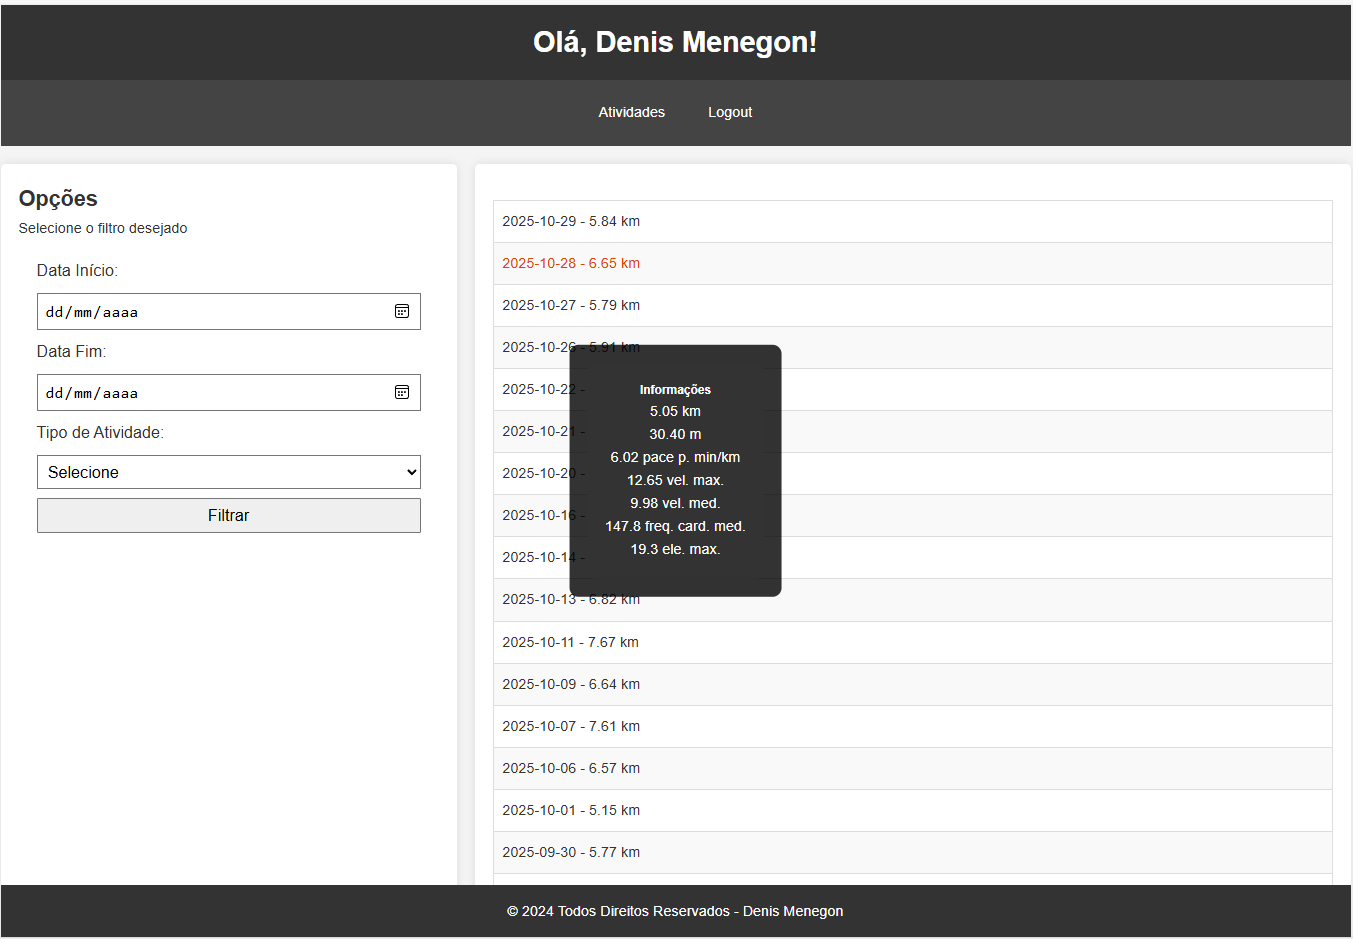 Olá, Denis Menegon!
Atividades Logout
Opções
Selecione o filtro desejado
Data Início:
dd/mm/aaaa
Data Fim:
dd/mm/aaaa
Tipo de Atividade:
Selecione
Filtrar
2025-10-29 - 5.84 km
2025-10-28 - 6.65 km
2025-10-27 - 5.79 km
2025-10-26 - 5.91 km
2025-10-22 -
2025-10-21 -
2025-10-20 -
2025-10-16 -
2025-10-14 -
2025-10-13 - 6.82 km
2025-10-11 - 7.67 km
2025-10-09 - 6.64 km
2025-10-07 - 7.61 km
2025-10-06 - 6.57 km
2025-10-01 - 5.15 km
2025-09-30 - 5.77 km
Informações
5.05 km
30.40 m
6.02 pace p. min/km
12.65 vel. max.
9.98 vel. med.
147.8 freq. card. med.
19.3 ele. max.
© 2024 Todos Direitos Reservados - Denis Menegon